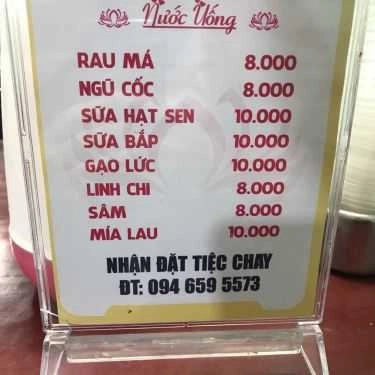 Nước Uống
RAU MÁ 8.000
NGŨ CỐC 8.000
SỮA HẠT SEN 10.000
SỮA BẮP 10.000
GẠO LỨC 10.000
LINH CHI 8.000
SÂM 8.000
MÍA LAU 10.000
NHẬN ĐẶT TIỆC CHAY
ĐT: 094 659 5573